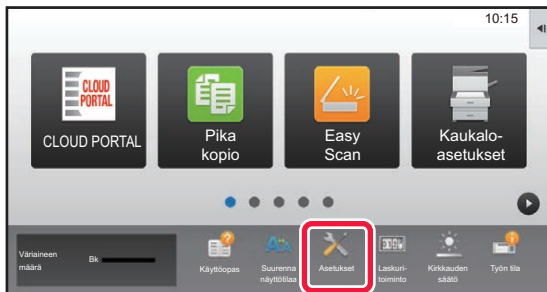 10:15
CLOUD
PORTAL
CLOUD PORTAL
Pika
kopio
Easy
Scan
Kaukalo-
asetukset
Väriaineen
määrä
Bk
Käyttöopas
Suurenna
näyttötilaa
Asetukset
Laskuri-
toiminto
Kirkkauden
säätö
Työn tila